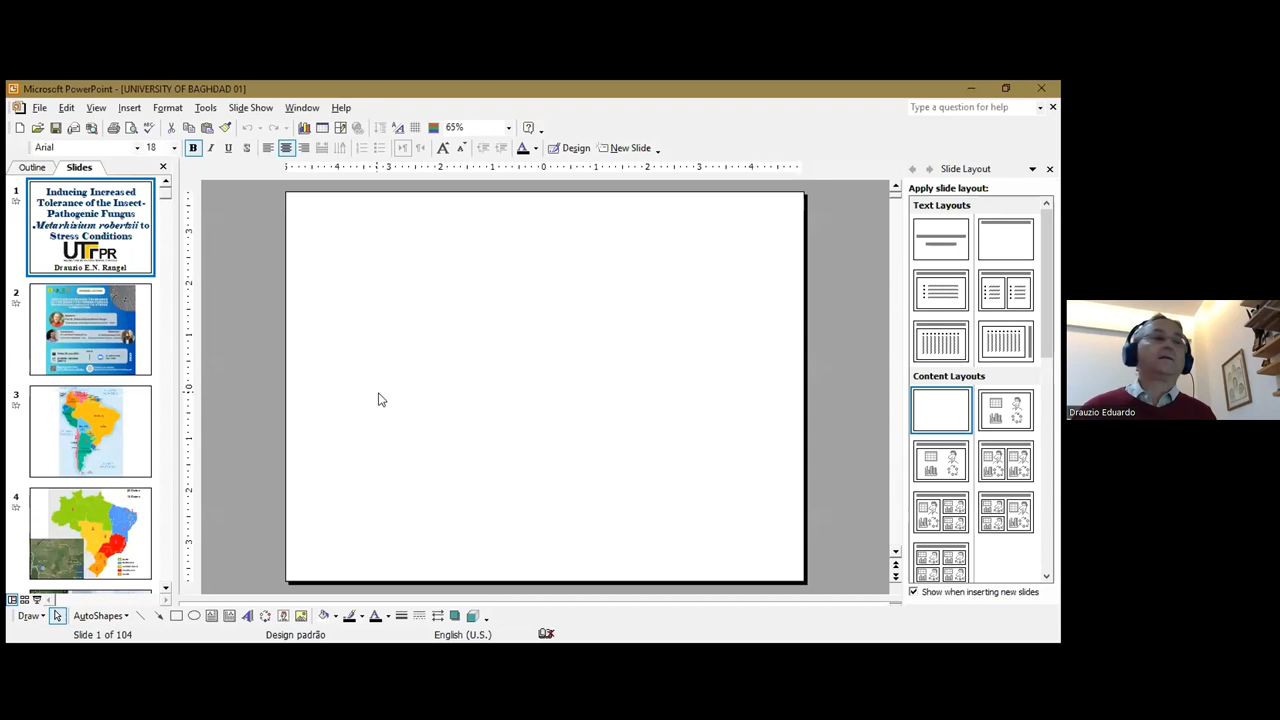 Microsoft PowerPoint - [UNIVERSITY OF BAGHDAD 01]
File Edit View Insert Format Tools Slide Show Window Help
Type a question for help
65%
Arial 18 B I U S
Design New Slide
Outline Slides
Slide Layout
Apply slide layout:
Text Layouts
Content Layouts
1
Inducing Increased
Tolerance of the Insect-
Pathogenic Fungus
Metarhizium robertsii to
Stress Conditions
UTFPR
Drauzio E.N. Rangel
2
3
4
Show when inserting new slides
Draw AutoShapes
Slide 1 of 104 Design padrão English (U.S.)
Drauzio Eduardo